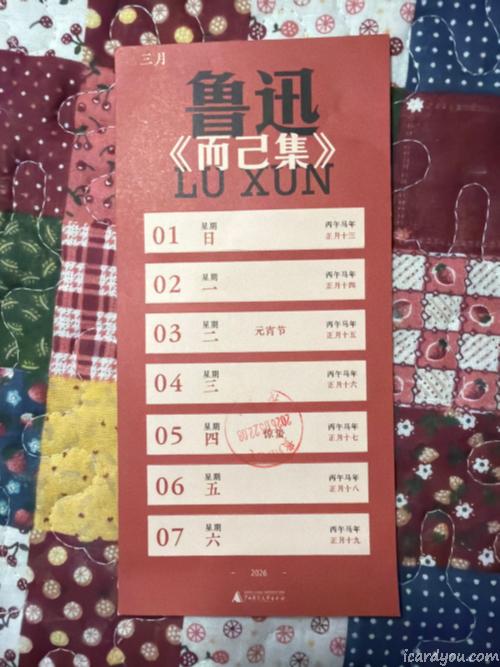 三月
鲁迅
《而已集》
LU XUN
01 星期日 丙午马年 正月十三
02 星期一 丙午马年 正月十四
03 星期二 元宵节 丙午马年 正月十五
04 星期三 丙午马年 正月十六
05 星期四 惊蛰 丙午马年 正月十七
06 星期五 丙午马年 正月十八
07 星期六 丙午马年 正月十九
2026
icardyou.com